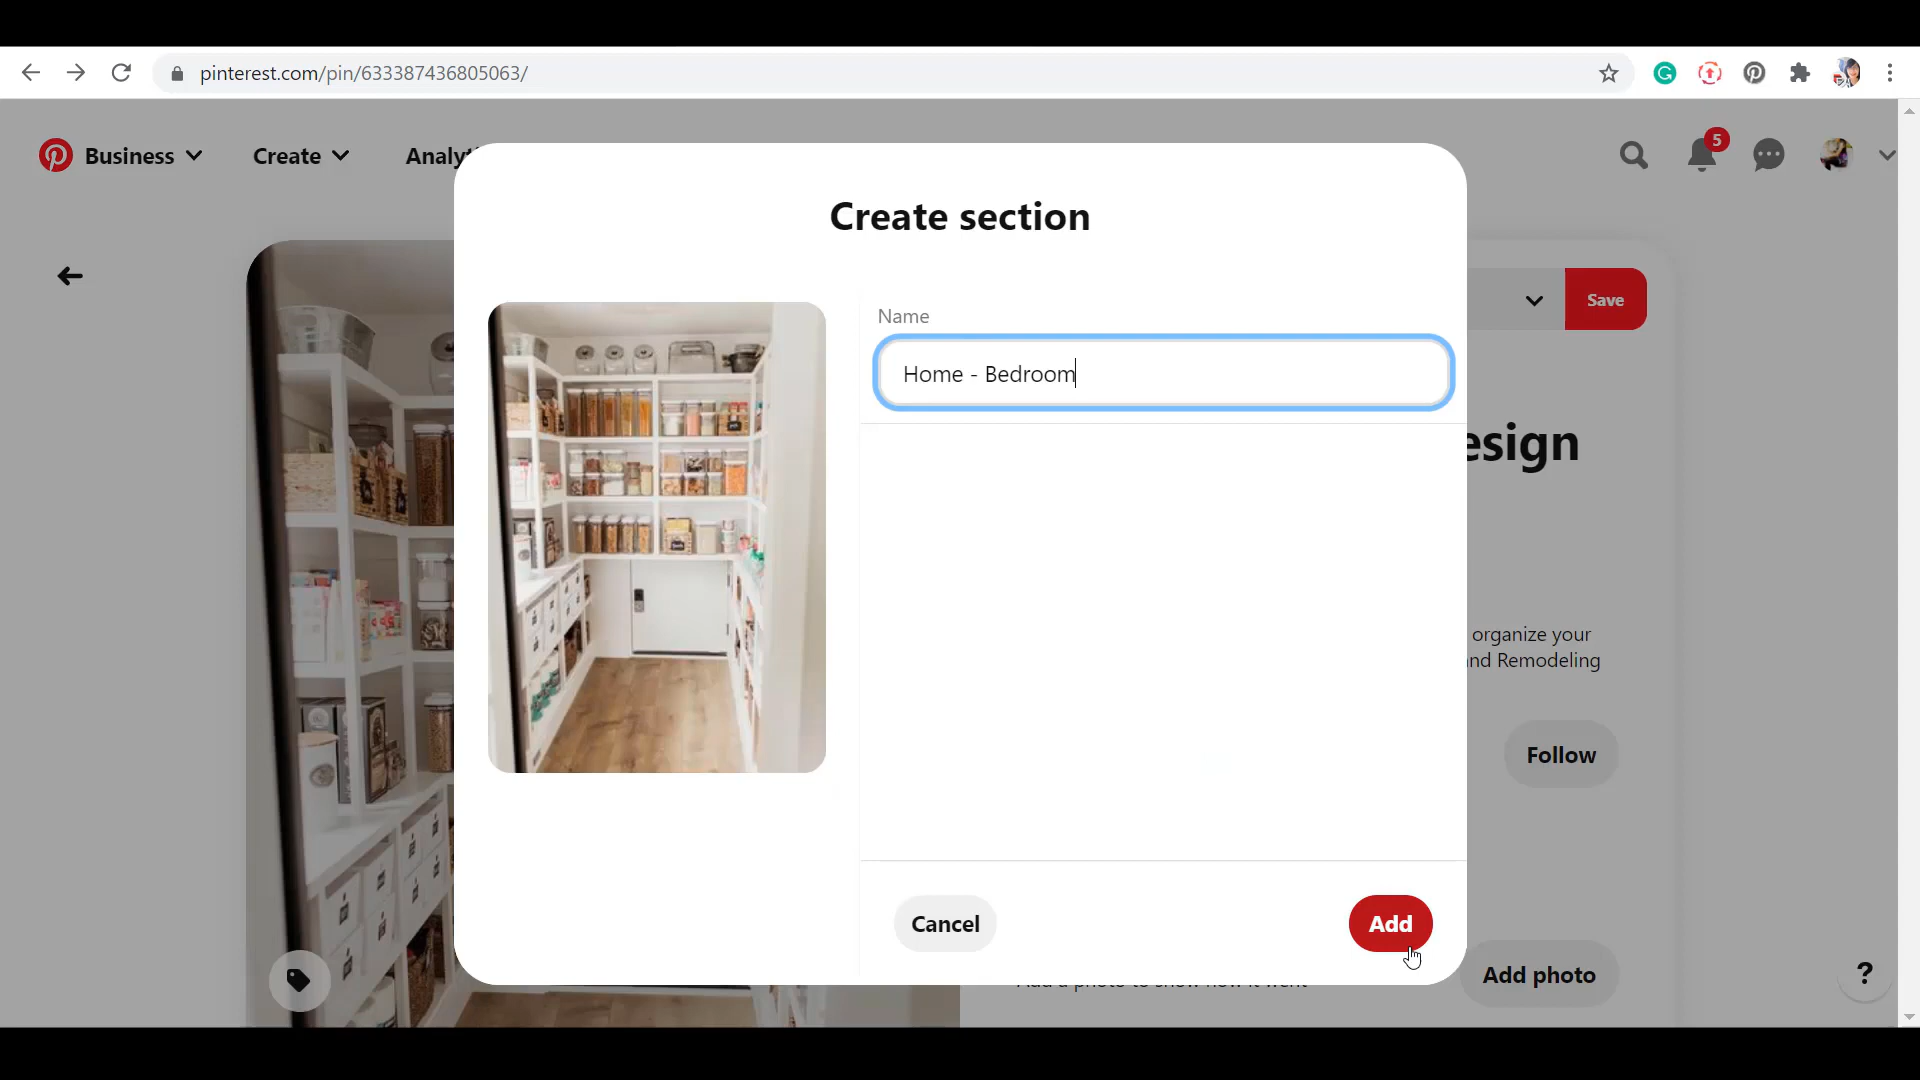 pinterest.com/pin/633387436805063/
Business
Create
Analy
5
Create section
Name
Home - Bedroom
Save
esign
organize your
nd Remodeling
Follow
Cancel
Add
Add photo
?